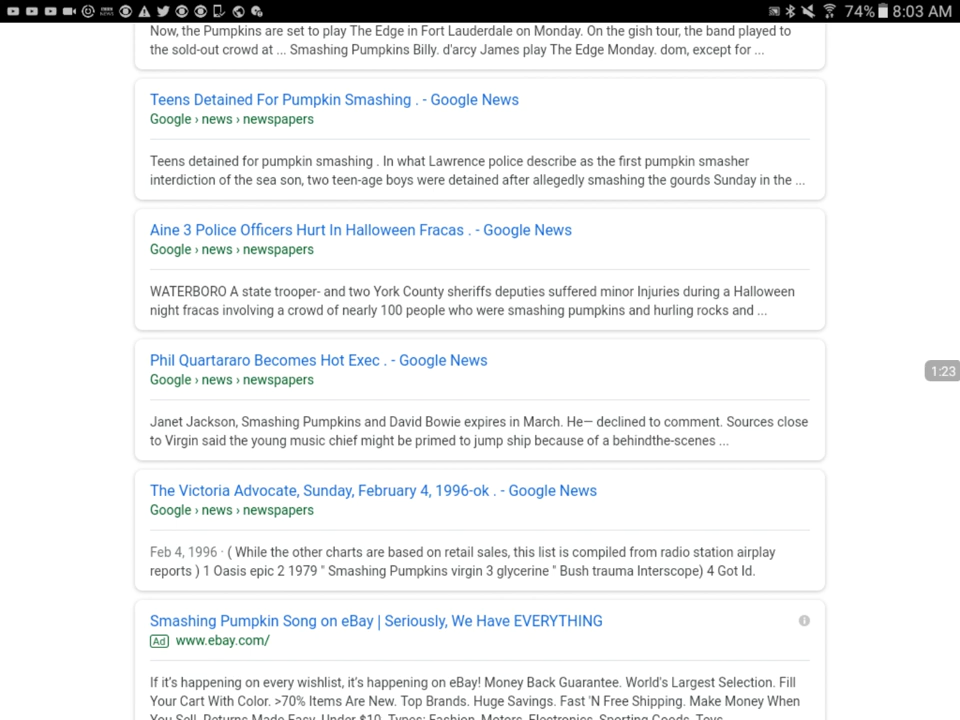 74% 8:03 AM
Now, the Pumpkins are set to play The Edge in Fort Lauderdale on Monday. On the gish tour, the band played to
the sold-out crowd at ... Smashing Pumpkins Billy. d'arcy James play The Edge Monday. dom, except for ...
Teens Detained For Pumpkin Smashing . - Google News
Google › news › newspapers
Teens detained for pumpkin smashing . In what Lawrence police describe as the first pumpkin smasher
interdiction of the sea son, two teen-age boys were detained after allegedly smashing the gourds Sunday in the ...
Aine 3 Police Officers Hurt In Halloween Fracas . - Google News
Google › news › newspapers
WATERBORO A state trooper- and two York County sheriffs deputies suffered minor Injuries during a Halloween
night fracas involving a crowd of nearly 100 people who were smashing pumpkins and hurling rocks and ...
Phil Quartararo Becomes Hot Exec . - Google News
1:23
Google › news › newspapers
Janet Jackson, Smashing Pumpkins and David Bowie expires in March. He— declined to comment. Sources close
to Virgin said the young music chief might be primed to jump ship because of a behindthe-scenes ...
The Victoria Advocate, Sunday, February 4, 1996-ok . - Google News
Google › news › newspapers
Feb 4, 1996 · ( While the other charts are based on retail sales, this list is compiled from radio station airplay
reports ) 1 Oasis epic 2 1979 " Smashing Pumpkins virgin 3 glycerine " Bush trauma Interscope) 4 Got Id.
Smashing Pumpkin Song on eBay | Seriously, We Have EVERYTHING
Ad www.ebay.com/
If it's happening on every wishlist, it's happening on eBay! Money Back Guarantee. World's Largest Selection. Fill
Your Cart With Color. >70% Items Are New. Top Brands. Huge Savings. Fast 'N Free Shipping. Make Money When
You Sell. Returns Made Easy. Under $10. Types: Fashion, Motors, Electronics, Sporting Goods, Toys